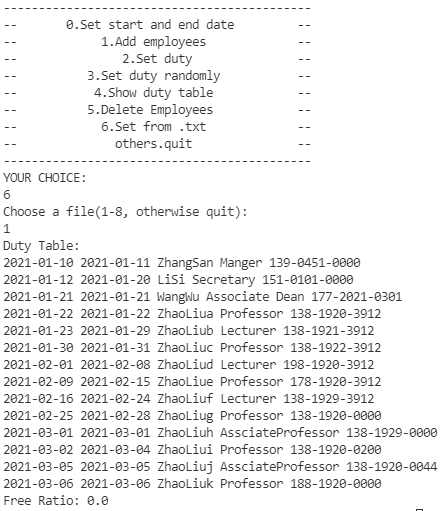 --------------------------------------------
-- 0.Set start and end date --
-- 1.Add employees --
-- 2.Set duty --
-- 3.Set duty randomly --
-- 4.Show duty table --
-- 5.Delete Employees --
-- 6.Set from .txt --
-- others.quit --
--------------------------------------------
YOUR CHOICE:
6
Choose a file(1-8, otherwise quit):
1
Duty Table:
2021-01-10 2021-01-11 ZhangSan Manger 139-0451-0000
2021-01-12 2021-01-20 LiSi Secretary 151-0101-0000
2021-01-21 2021-01-21 WangWu Associate Dean 177-2021-0301
2021-01-22 2021-01-22 ZhaoLiua Professor 138-1920-3912
2021-01-23 2021-01-29 ZhaoLiub Lecturer 138-1921-3912
2021-01-30 2021-01-31 ZhaoLiuc Professor 138-1922-3912
2021-02-01 2021-02-08 ZhaoLiud Lecturer 198-1920-3912
2021-02-09 2021-02-15 ZhaoLiue Professor 178-1920-3912
2021-02-16 2021-02-24 ZhaoLiuf Lecturer 138-1929-3912
2021-02-25 2021-02-28 ZhaoLiug Professor 138-1920-0000
2021-03-01 2021-03-01 ZhaoLiuh AssciateProfessor 138-1929-0000
2021-03-02 2021-03-04 ZhaoLiui Professor 138-1920-0200
2021-03-05 2021-03-05 ZhaoLiuj AssciateProfessor 138-1920-0044
2021-03-06 2021-03-06 ZhaoLiuk Professor 188-1920-0000
Free Ratio: 0.0